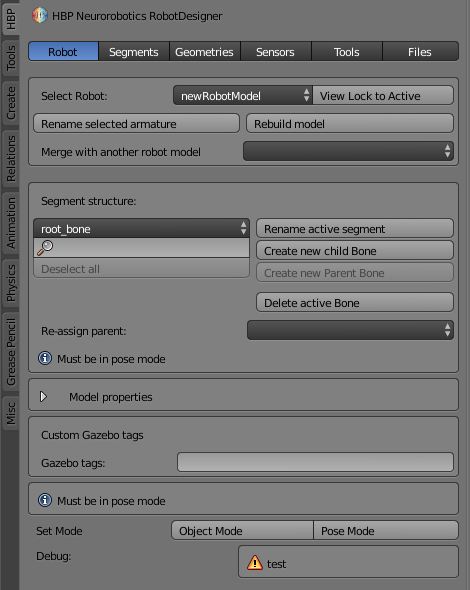 HBP Neurorobotics RobotDesigner
HBP
Tools
Create
Relations
Animation
Physics
Grease Pencil
Misc
Robot Segments Geometries Sensors Tools Files
Select Robot: newRobotModel View Lock to Active
Rename selected armature Rebuild model
Merge with another robot model
Segment structure:
root_bone Rename active segment
Create new child Bone
Deselect all Create new Parent Bone
Delete active Bone
Re-assign parent:
Must be in pose mode
Model properties
Custom Gazebo tags
Gazebo tags:
Must be in pose mode
Set Mode Object Mode Pose Mode
Debug: test